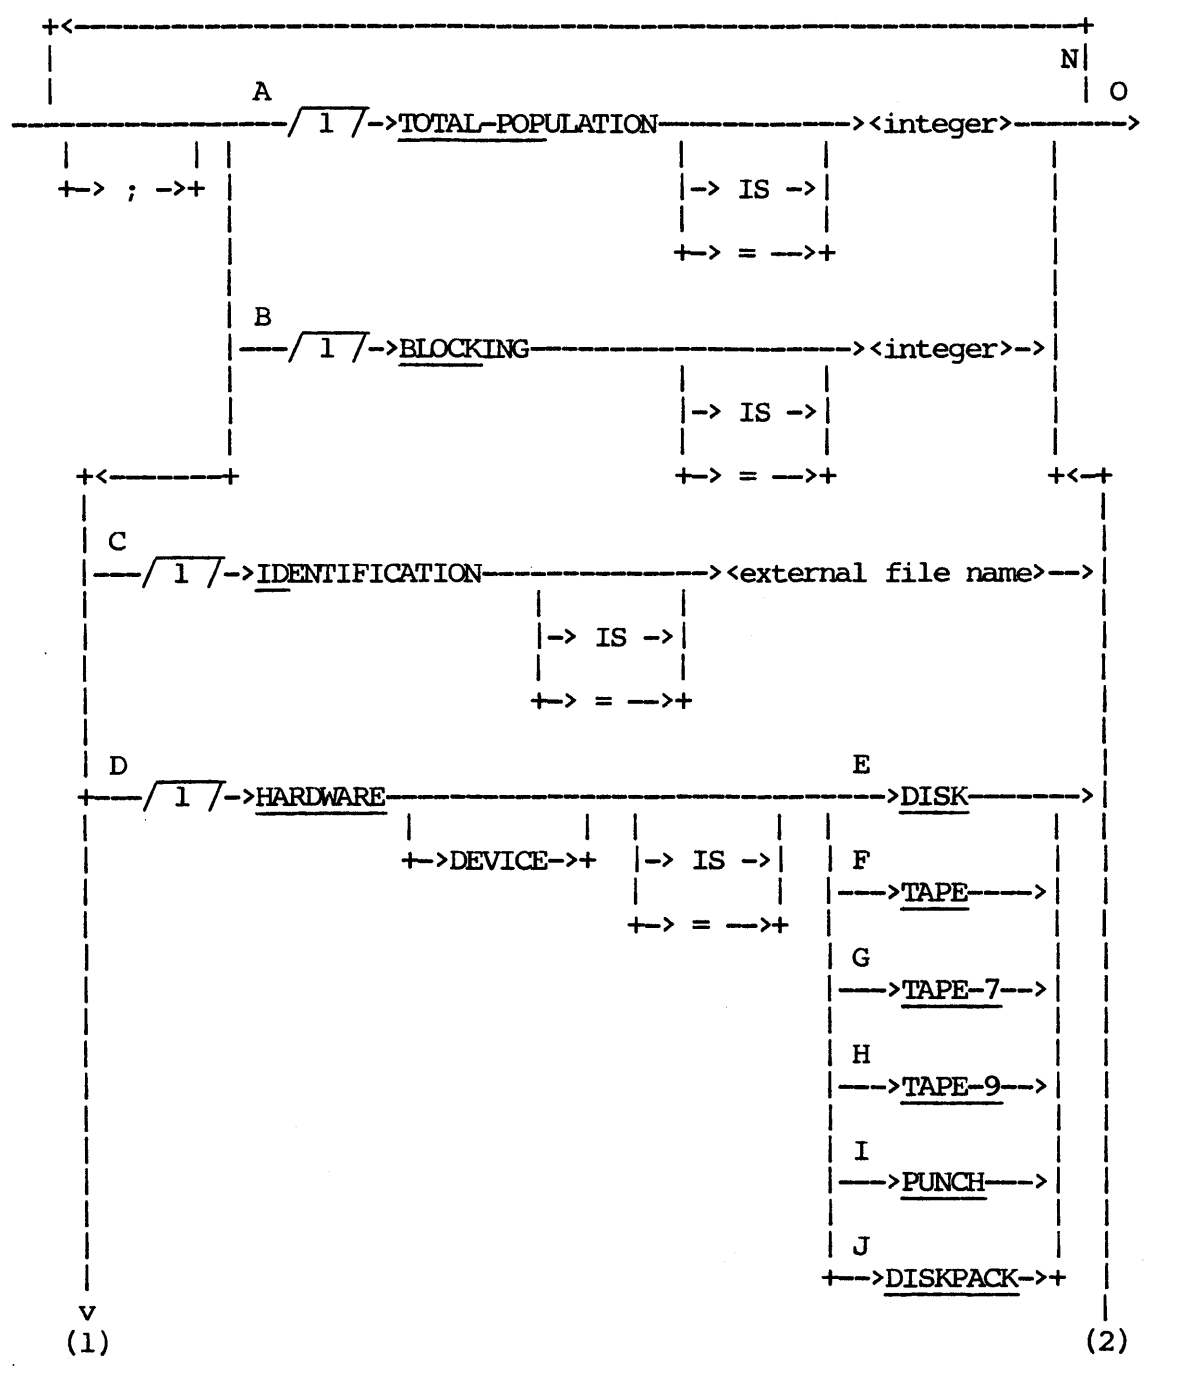 N
A O
1 TOTAL-POPULATION <integer>
;
IS
=
B
1 BLOCKING <integer>
IS
=
C
1 IDENTIFICATION <external file name>
IS
=
D E
1 HARDWARE DISK
DEVICE IS F
TAPE
=
G
TAPE-7
H
TAPE-9
I
PUNCH
J
DISKPACK
v
(1) (2)